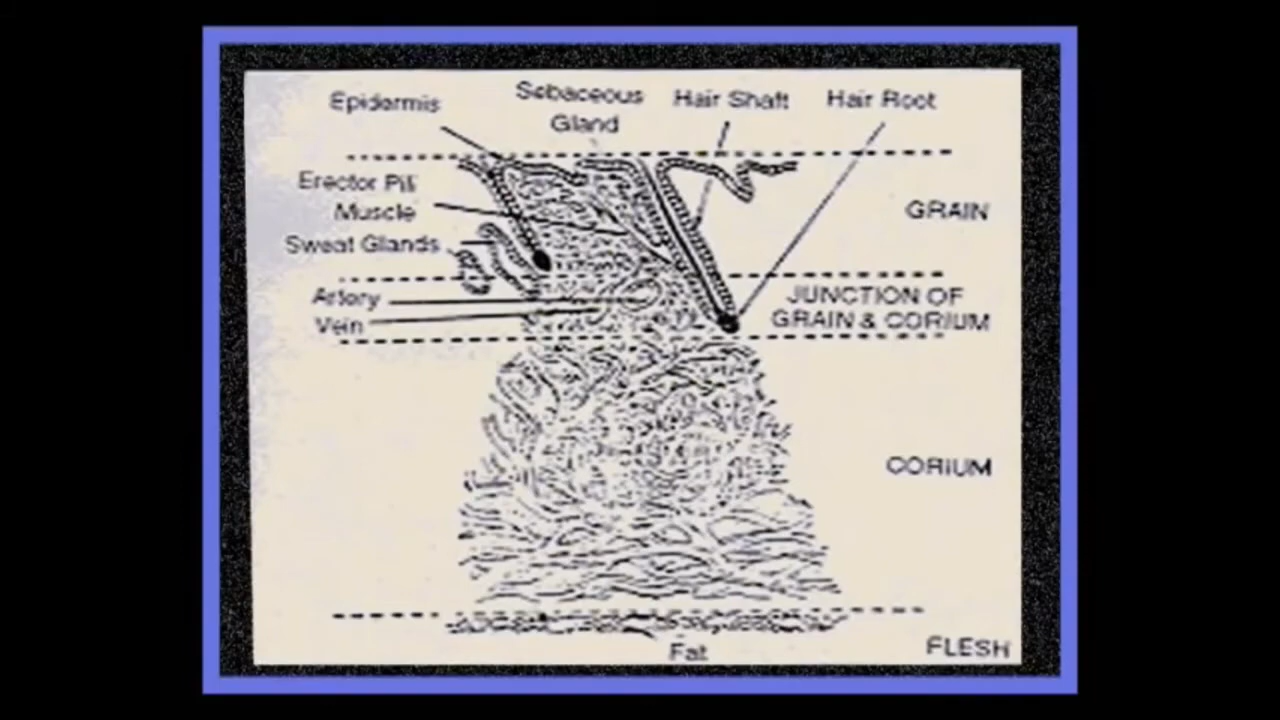 Epidermis
Sebaceous
Gland
Hair Shaft
Hair Root
Erector Pili
Muscle
Sweat Glands
Artery
Vein
GRAIN
JUNCTION OF
GRAIN & CORIUM
CORIUM
Fat
FLESH